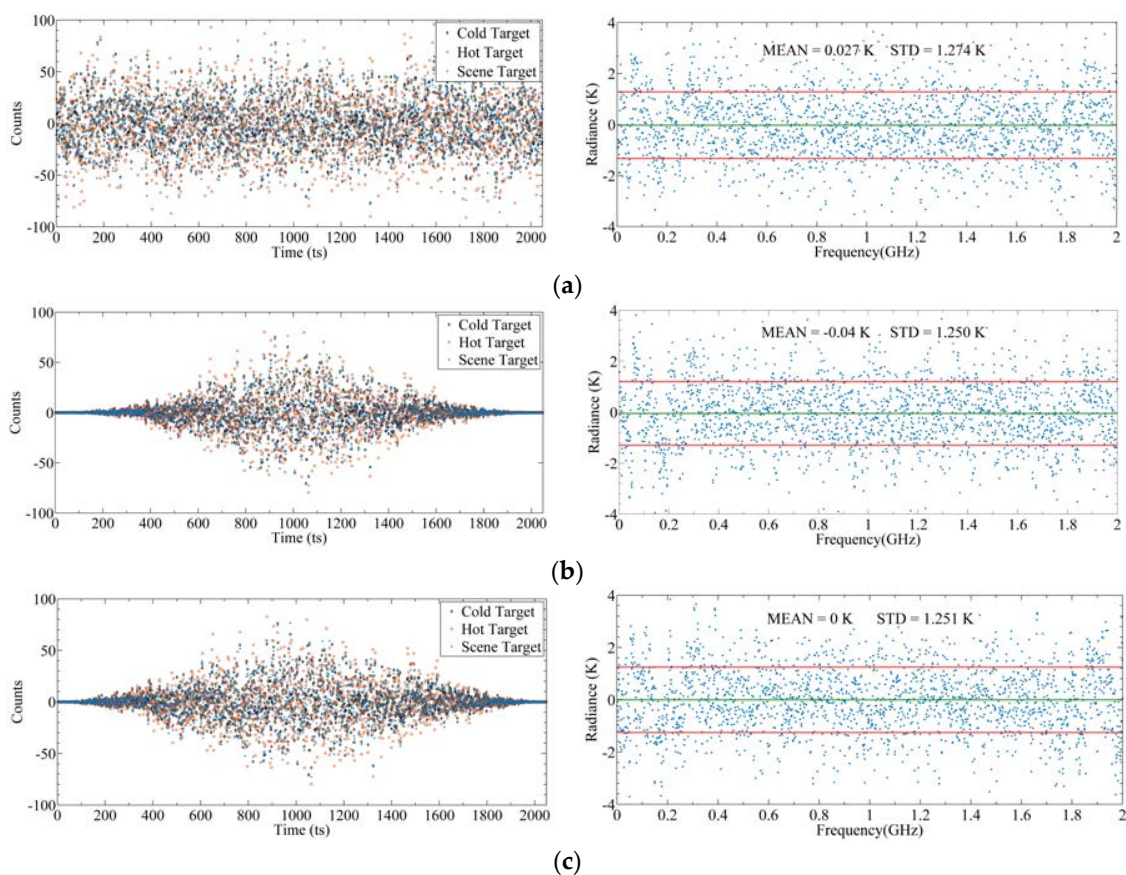 100
50
0
-50
-100
Counts
Cold Target
Hot Target
Scene Target
0 200 400 600 800 1000 1200 1400 1600 1800 2000
Time (ts)
4
2
0
-2
-4
Radiance (K)
MEAN = 0.027 K STD = 1.274 K
0 0.2 0.4 0.6 0.8 1 1.2 1.4 1.6 1.8 2
Frequency(GHz)
(a)
100
50
0
-50
-100
Counts
Cold Target
Hot Target
Scene Target
0 200 400 600 800 1000 1200 1400 1600 1800 2000
Time (ts)
4
2
0
-2
-4
Radiance (K)
MEAN = -0.04 K STD = 1.250 K
0 0.2 0.4 0.6 0.8 1 1.2 1.4 1.6 1.8 2
Frequency(GHz)
(b)
100
50
0
-50
-100
Counts
Cold Target
Hot Target
Scene Target
0 200 400 600 800 1000 1200 1400 1600 1800 2000
Time (ts)
4
2
0
-2
-4
Radiance (K)
MEAN = 0 K STD = 1.251 K
0 0.2 0.4 0.6 0.8 1 1.2 1.4 1.6 1.8 2
Frequency(GHz)
(c)